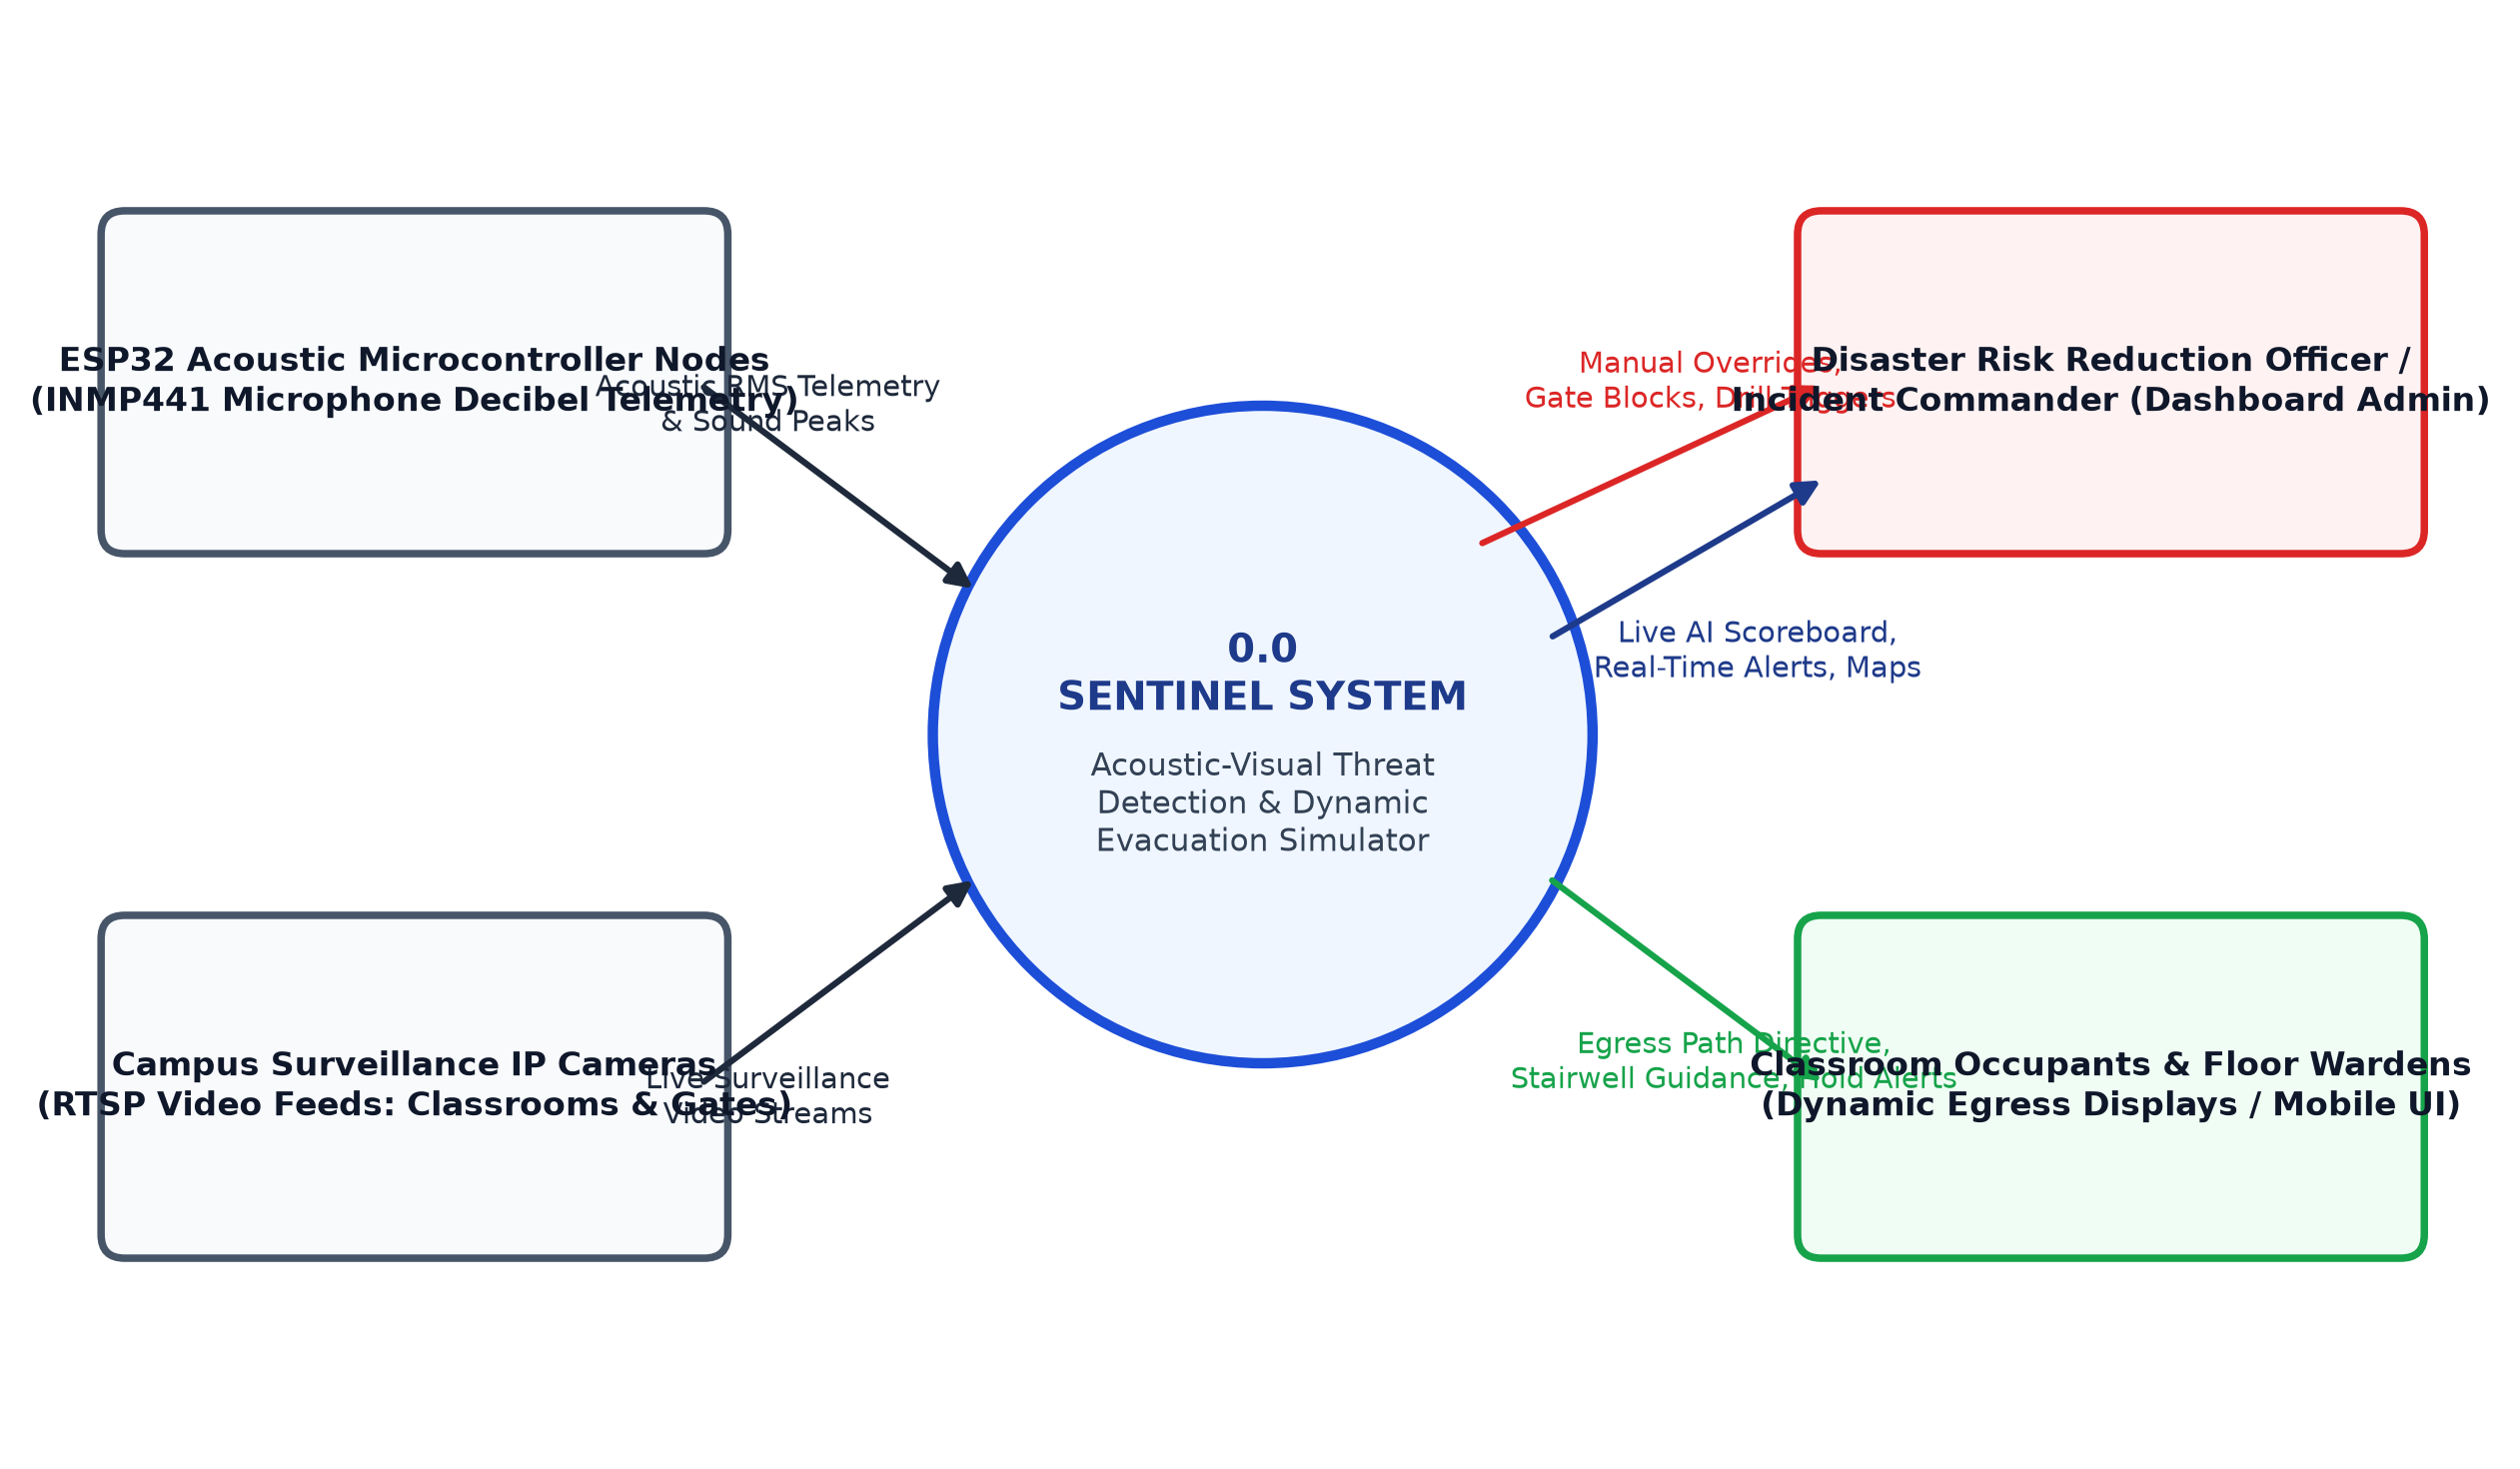 ESP32 Acoustic Microcontroller Nodes
(INMP441 Microphone Decibel Telemetry)
Acoustic RMS Telemetry
& Sound Peaks
Manual Overrides,
Gate Blocks, Drill Triggers
Disaster Risk Reduction Officer /
Incident Commander (Dashboard Admin)
0.0
SENTINEL SYSTEM
Acoustic-Visual Threat
Detection & Dynamic
Evacuation Simulator
Live AI Scoreboard,
Real-Time Alerts, Maps
Campus Surveillance IP Cameras
(RTSP Video Feeds: Classrooms & Gates)
Live Surveillance
Video Streams
Egress Path Directive,
Stairwell Guidance, Hold Alerts
Classroom Occupants & Floor Wardens
(Dynamic Egress Displays / Mobile UI)